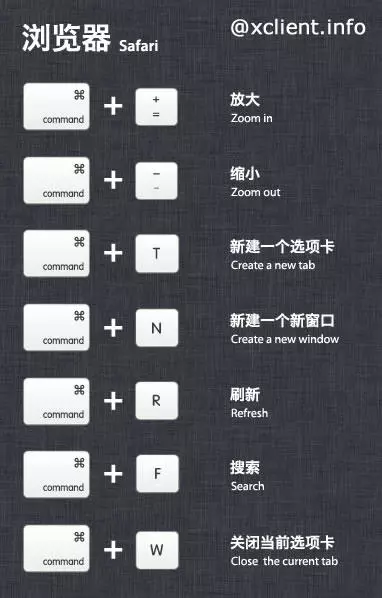 浏览器 Safari
@xclient.info
⌘
command
+
+
=
放大
Zoom in
⌘
command
+
−
–
缩小
Zoom out
⌘
command
+
T
新建一个选项卡
Create a new tab
⌘
command
+
N
新建一个新窗口
Create a new window
⌘
command
+
R
刷新
Refresh
⌘
command
+
F
搜索
Search
⌘
command
+
W
关闭当前选项卡
Close the current tab